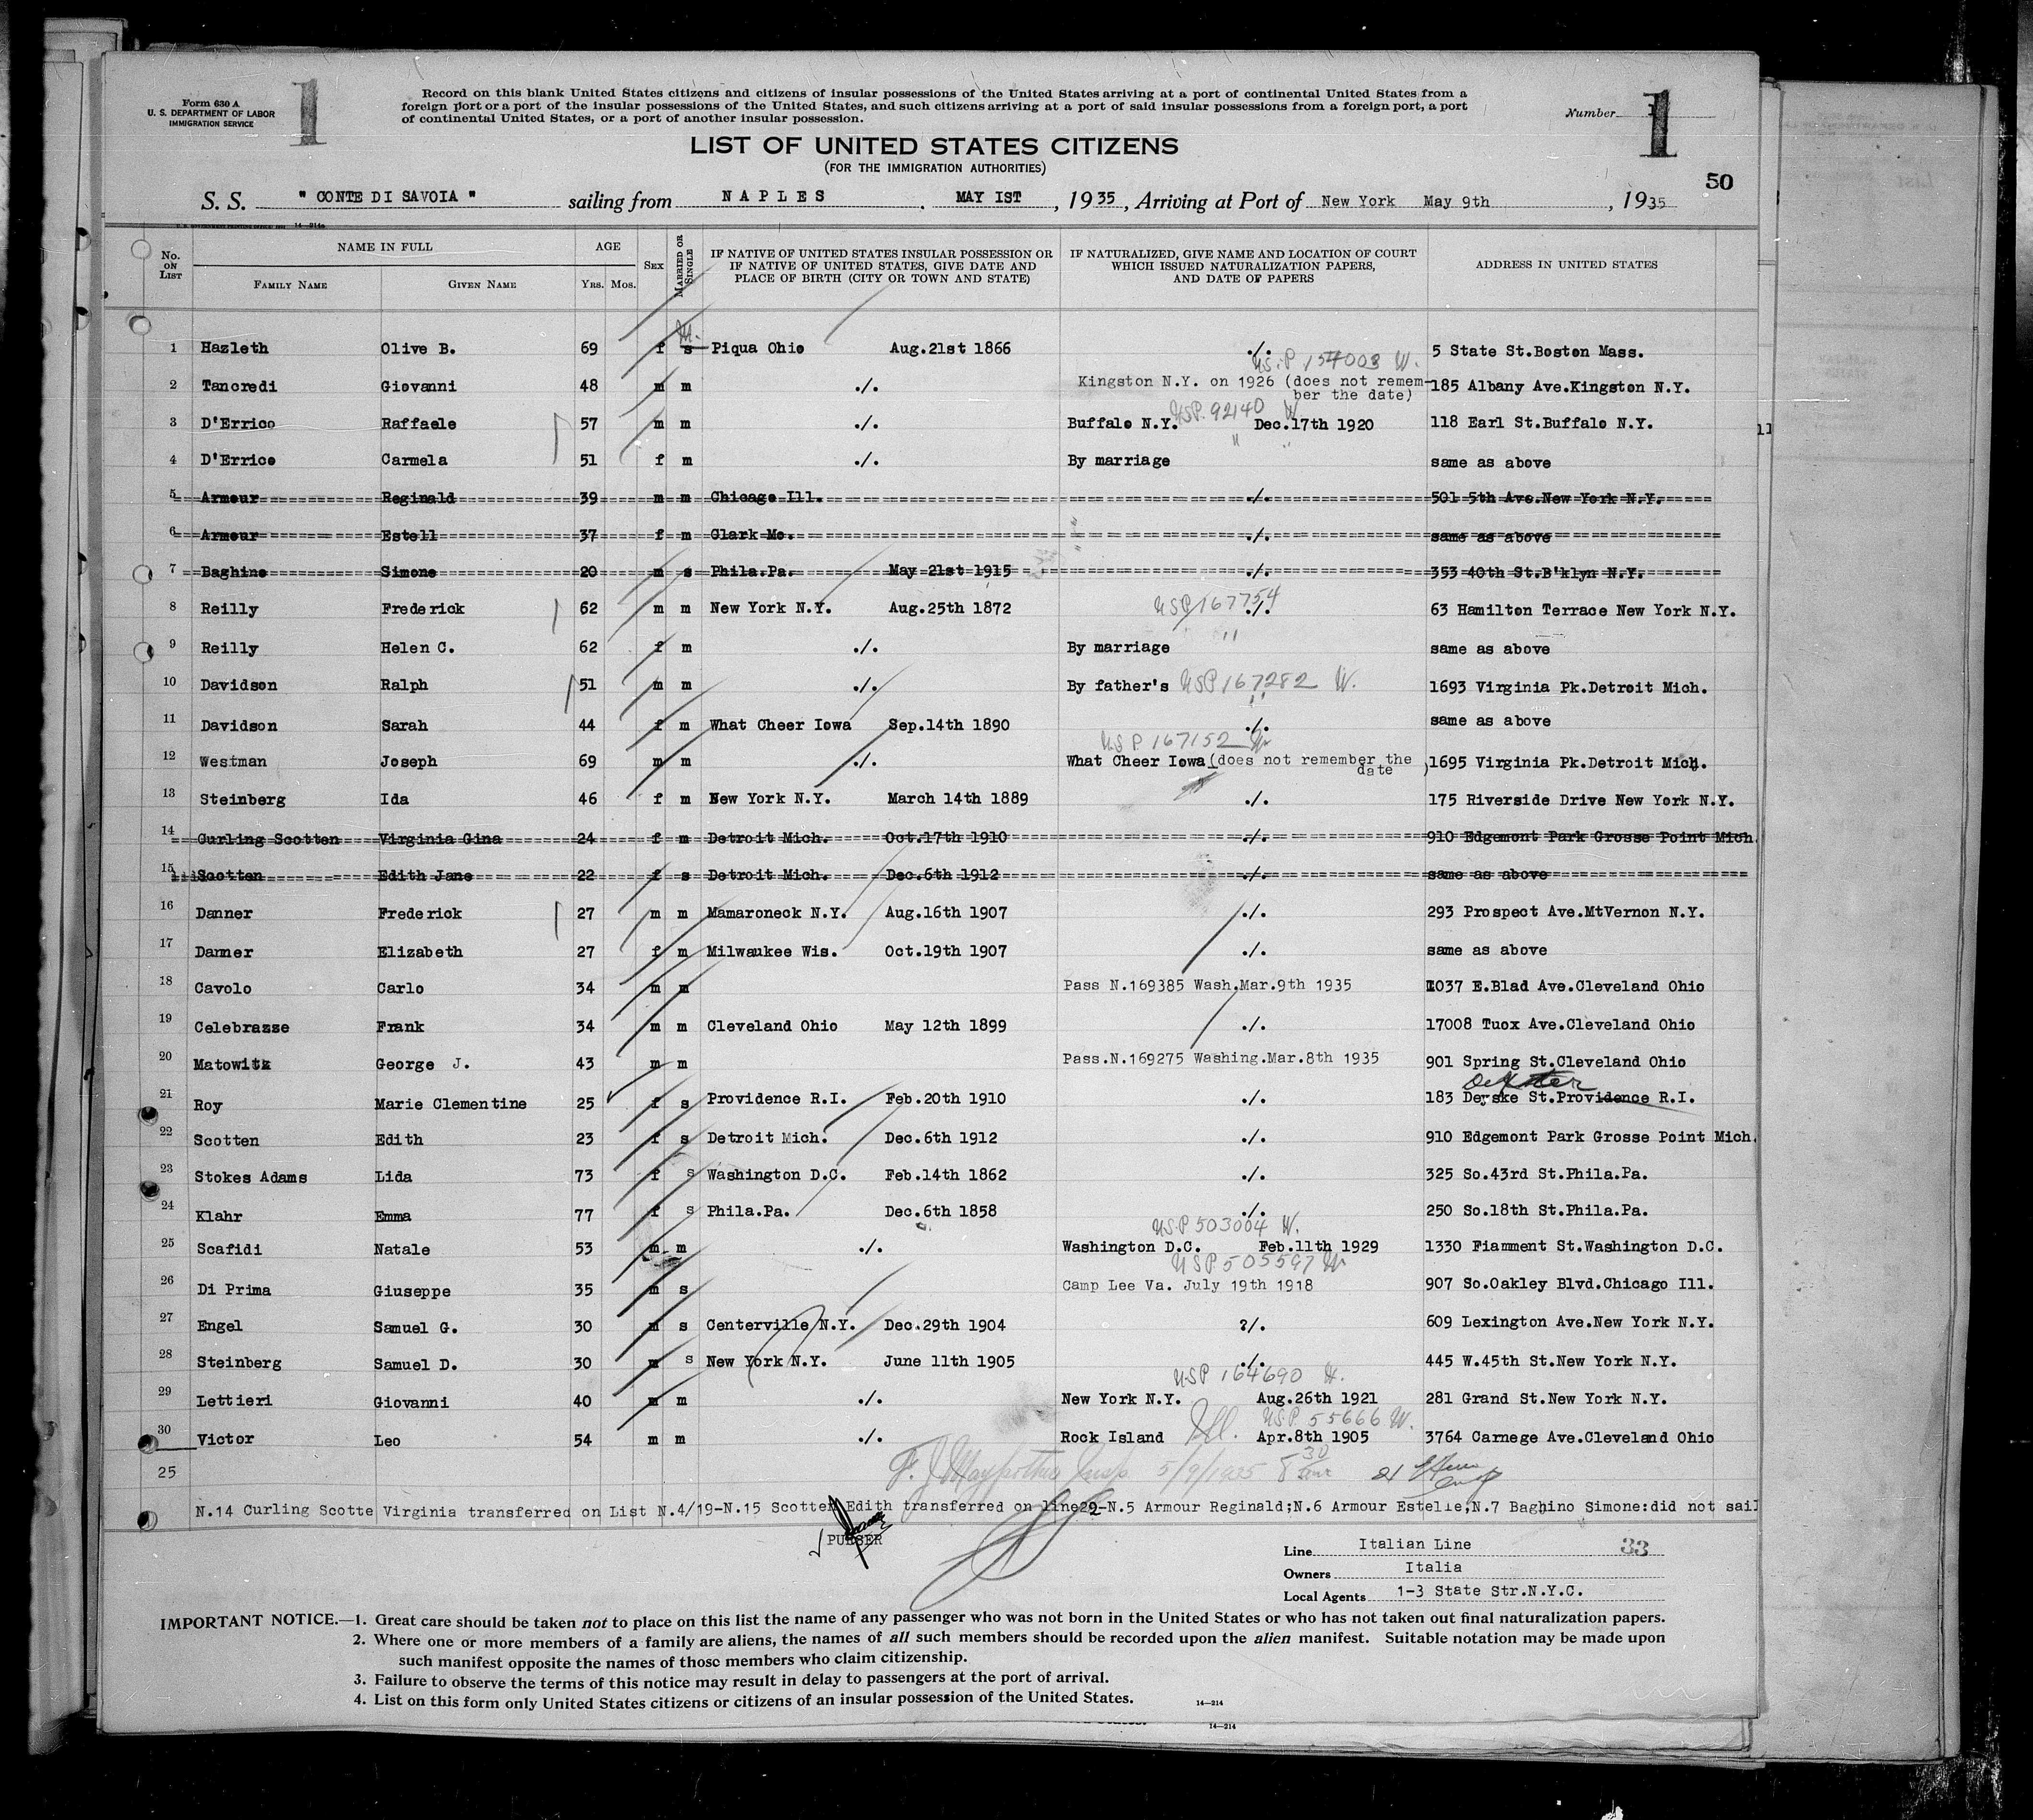 Form 630 A
U. S. DEPARTMENT OF LABOR
IMMIGRATION SERVICE
1
Record on this blank United States citizens and citizens of insular possessions of the United States arriving at a port of continental United States from a
foreign port or a port of the insular possessions of the United States, and such citizens arriving at a port of said insular possessions from a foreign port, a port
of continental United States, or a port of another insular possession.
Number 1
LIST OF UNITED STATES CITIZENS
(FOR THE IMMIGRATION AUTHORITIES)
50
S. S. " CONTE DI SAVOIA " sailing from NAPLES . MAY IST , 1935, Arriving at Port of New York May 9th , 1935
No. ON LIST NAME IN FULL FAMILY NAME GIVEN NAME AGE YRS. MOS. SEX MARRIED OR SINGLE IF NATIVE OF UNITED STATES INSULAR POSSESSION OR IF NATIVE OF UNITED STATES, GIVE DATE AND PLACE OF BIRTH (CITY OR TOWN AND STATE) IF NATURALIZED, GIVE NAME AND LOCATION OF COURT WHICH ISSUED NATURALIZATION PAPERS, AND DATE OF PAPERS ADDRESS IN UNITED STATES
M.
1 Hazleth Olive B. 69 f s Piqua Ohio Aug.21st 1866 ./. 5 State St.Boston Mass.
US.P 157003 W.
2 Tancredi Giovanni 48 m m ./. Kingston N.Y. on 1926 (does not remem- 185 Albany Ave.Kingston N.Y.
ber the date)
USP. 92140 W
3 D'Errico Raffaele 57 m m ./. Buffalo N.Y. Dec.17th 1920 118 Earl St.Buffalo N.Y.
" "
4 D'Errico Carmela 51 f m ./. By marriage same as above
5 Armour Reginald 39 m m Chicago Ill. ./. 501 5th Ave.New York N.Y.
6 Armour Estell 37 f m Clark Mo. ./. same as above
7 Baghino Simone 20 m s Phila.Pa. May 21st 1915 ./. 353 40th St.B'klyn N.Y.
8 Reilly Frederick 62 m m New York N.Y. Aug.25th 1872 USP167754 ./. 63 Hamilton Terrace New York N.Y.
"
9 Reilly Helen C. 62 f m ./. By marriage same as above
10 Davidson Ralph 51 m m ./. By father's USP167282 W. 1693 Virginia Pk.Detroit Mich.
"
11 Davidson Sarah 44 f m What Cheer Iowa Sep.14th 1890 ./. same as above
USP 167152 W
12 Westman Joseph 69 m m ./. What Cheer Iowa(does not remember the date ) 1695 Virginia Pk.Detroit Mich.
13 Steinberg Ida 46 f m New York N.Y. March 14th 1889 ./. 175 Riverside Drive New York N.Y.
14 Curling Scotten Virginia Gina 24 f m Detroit Mich. Oct.17th 1910 ./. 910 Edgemont Park Grosse Point Mich.
15 Scotten Edith Jane 22 f s Detroit Mich. Dec.6th 1912 ./. same as above
16 Danner Frederick 27 m m Mamaroneck N.Y. Aug.16th 1907 ./. 293 Prospect Ave.MtVernon N.Y.
17 Danner Elizabeth 27 f m Milwaukee Wis. Oct.19th 1907 ./. same as above
18 Cavolo Carlo 34 m m Pass N.169385 Wash.Mar.9th 1935 1037 E.Blad Ave.Cleveland Ohio
19 Celebrazse Frank 34 m m Cleveland Ohio May 12th 1899 ./. 17008 Tuox Ave.Cleveland Ohio
20 Matowitz George J. 43 m m Pass.N.169275 Washing.Mar.8th 1935 901 Spring St.Cleveland Ohio
Dexter
21 Roy Marie Clementine 25 f s Providence R.I. Feb.20th 1910 ./. 183 Derske St.Providence R.I.
22 Scotten Edith 23 f s Detroit Mich. Dec.6th 1912 ./. 910 Edgemont Park Grosse Point Mich.
23 Stokes Adams Lida 73 f s Washington D.C. Feb.14th 1862 ./. 325 So.43rd St.Phila.Pa.
24 Klahr Emma 77 f s Phila.Pa. Dec.6th 1858 ./. 250 So.18th St.Phila.Pa.
USP503004 W.
25 Scafidi Natale 53 m m ./. Washington D.C. Feb.11th 1929 1330 Fiamment St.Washington D.C.
USP505597 W
26 Di Prima Giuseppe 35 m s Camp Lee Va. July 19th 1918 907 So.Oakley Blvd.Chicago Ill.
27 Engel Samuel G. 30 m s Centerville N.Y. Dec.29th 1904 ?/. 609 Lexington Ave.New York N.Y.
28 Steinberg Samuel D. 30 m s New York N.Y. June 11th 1905 ./. 445 W.45th St.New York N.Y.
USP 164690 W.
29 Lettieri Giovanni 40 m m ./. New York N.Y. Aug.26th 1921 281 Grand St.New York N.Y.
USP. 55666 W.
30 Victor Leo 54 m m ./. Rock Island Ill. Apr.8th 1905 3764 Carnege Ave.Cleveland Ohio
25 Insp. 5/9/1935 8 30
N.14 Curling Scotte Virginia transferred on List N.4/19-N.15 Scotten Edith transferred on line22-N.5 Armour Reginald;N.6 Armour Estelle;N.7 Baghino Simone:did not sail
PURSER
Line Italian Line 33
Owners Italia
Local Agents 1-3 State Str.N.Y.C.
IMPORTANT NOTICE.—1. Great care should be taken not to place on this list the name of any passenger who was not born in the United States or who has not taken out final naturalization papers.
2. Where one or more members of a family are aliens, the names of all such members should be recorded upon the alien manifest. Suitable notation may be made upon
such manifest opposite the names of those members who claim citizenship.
3. Failure to observe the terms of this notice may result in delay to passengers at the port of arrival.
4. List on this form only United States citizens or citizens of an insular possession of the United States.
14—214
14—214